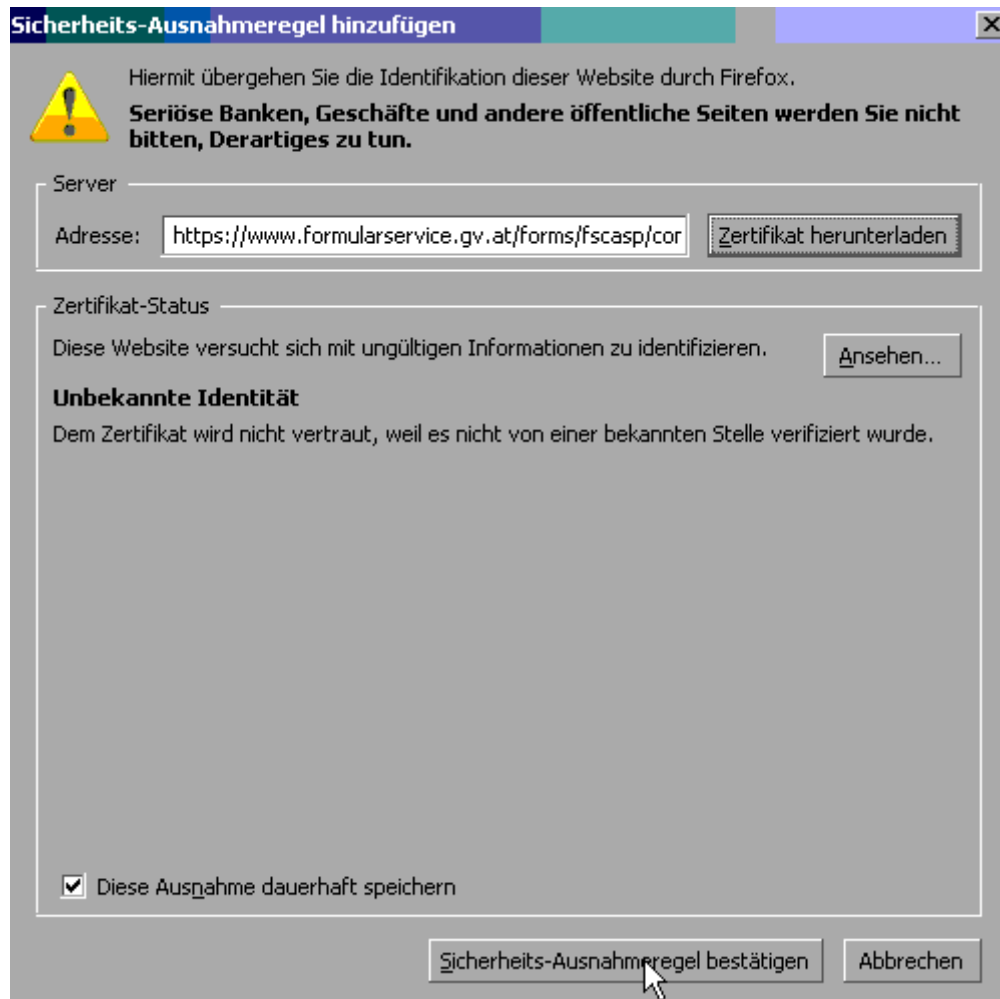 Sicherheits-Ausnahmeregel hinzufügen
Hiermit übergehen Sie die Identifikation dieser Website durch Firefox.
Seriöse Banken, Geschäfte und andere öffentliche Seiten werden Sie nicht
bitten, Derartiges zu tun.
Server
Adresse: https://www.formularservice.gv.at/forms/fscasp/cor Zertifikat herunterladen
Zertifikat-Status
Diese Website versucht sich mit ungültigen Informationen zu identifizieren. Ansehen...
Unbekannte Identität
Dem Zertifikat wird nicht vertraut, weil es nicht von einer bekannten Stelle verifiziert wurde.
Diese Ausnahme dauerhaft speichern
Sicherheits-Ausnahmeregel bestätigen Abbrechen